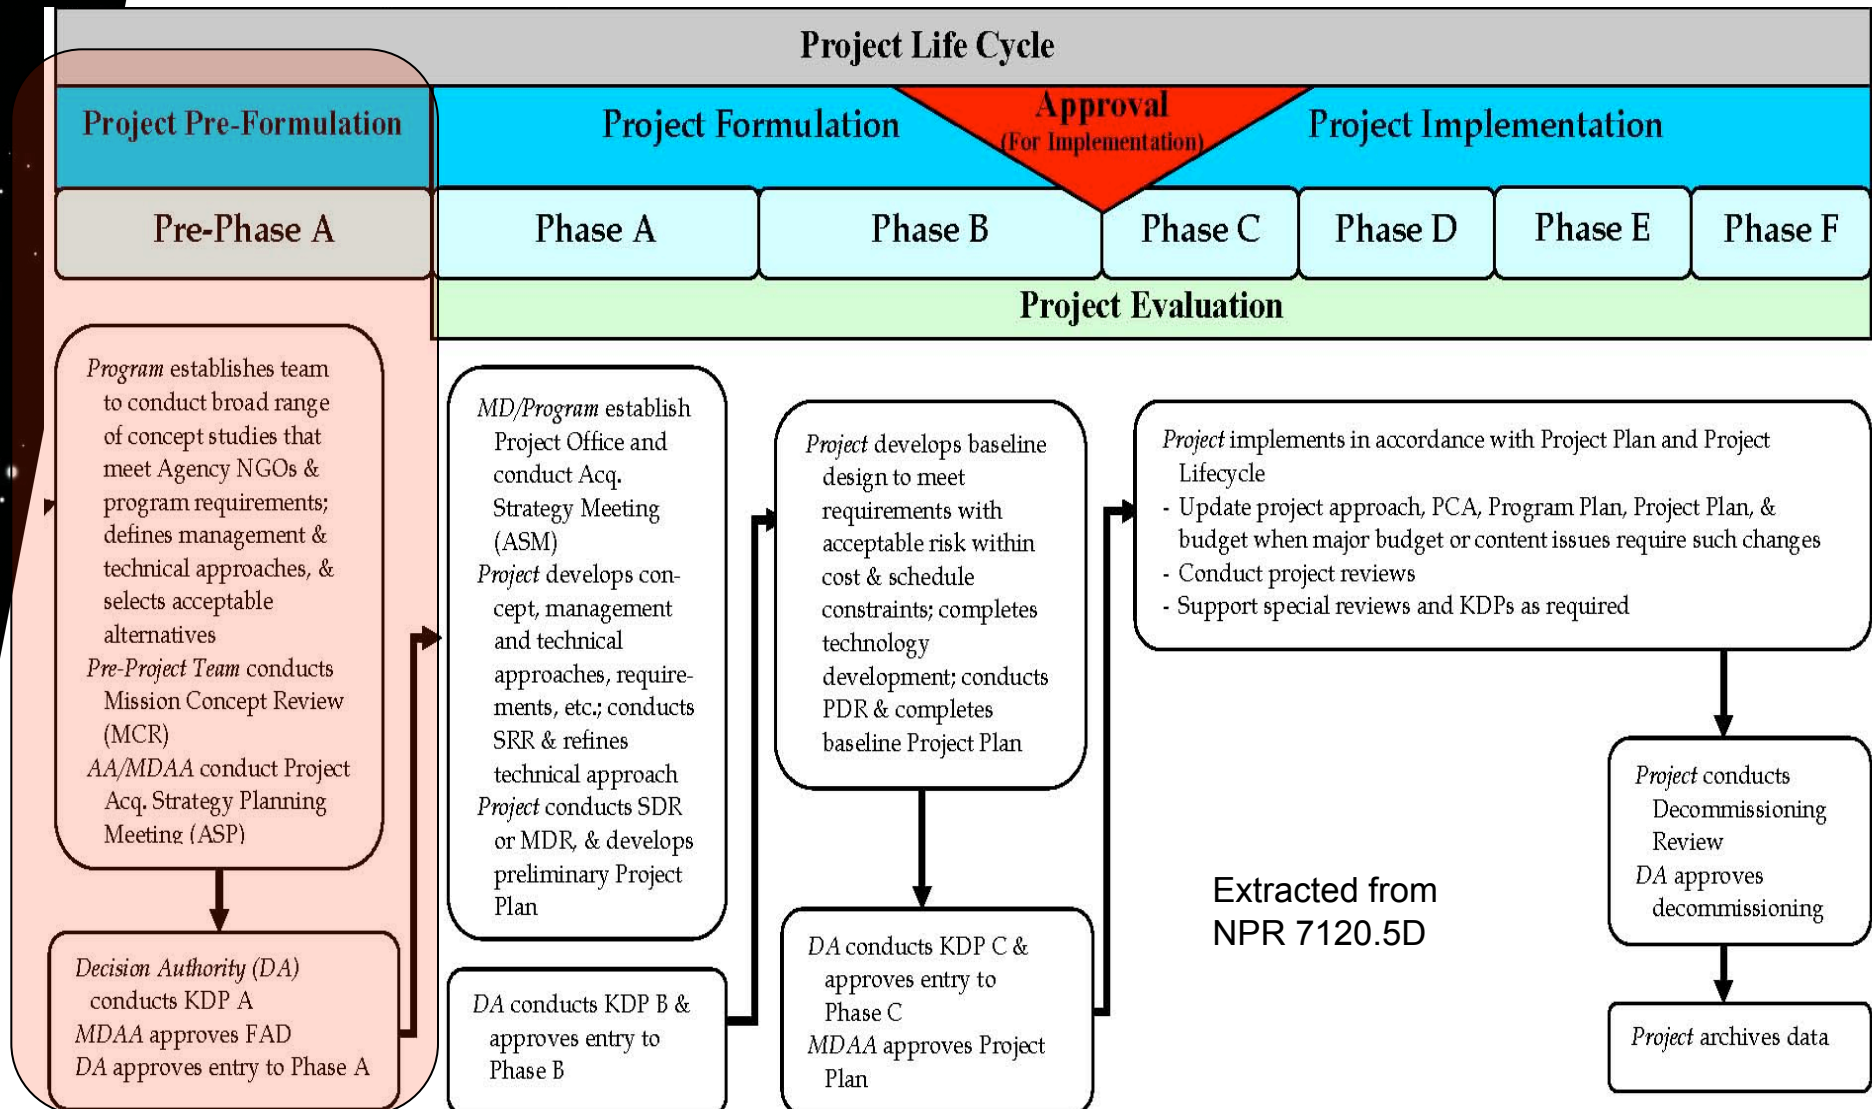 Project Life Cycle
Project Pre-Formulation
Project Formulation
Approval
(For Implementation)
Project Implementation
Pre-Phase A
Phase A
Phase B
Phase C
Phase D
Phase E
Phase F
Project Evaluation
Program establishes team
to conduct broad range
of concept studies that
meet Agency NGOs &
program requirements;
defines management &
technical approaches, &
selects acceptable
alternatives
Pre-Project Team conducts
Mission Concept Review
(MCR)
AA/MDAA conduct Project
Acq. Strategy Planning
Meeting (ASP)
Decision Authority (DA)
conducts KDP A
MDAA approves FAD
DA approves entry to Phase A
MD/Program establish
Project Office and
conduct Acq.
Strategy Meeting
(ASM)
Project develops con-
cept, management
and technical
approaches, require-
ments, etc.; conducts
SRR & refines
technical approach
Project conducts SDR
or MDR, & develops
preliminary Project
Plan
DA conducts KDP B &
approves entry to
Phase B
Project develops baseline
design to meet
requirements with
acceptable risk within
cost & schedule
constraints; completes
technology
development; conducts
PDR & completes
baseline Project Plan
DA conducts KDP C &
approves entry to
Phase C
MDAA approves Project
Plan
Project implements in accordance with Project Plan and Project
Lifecycle
- Update project approach, PCA, Program Plan, Project Plan, &
budget when major budget or content issues require such changes
- Conduct project reviews
- Support special reviews and KDPs as required
Project conducts
Decommissioning
Review
DA approves
decommissioning
Project archives data
Extracted from
NPR 7120.5D